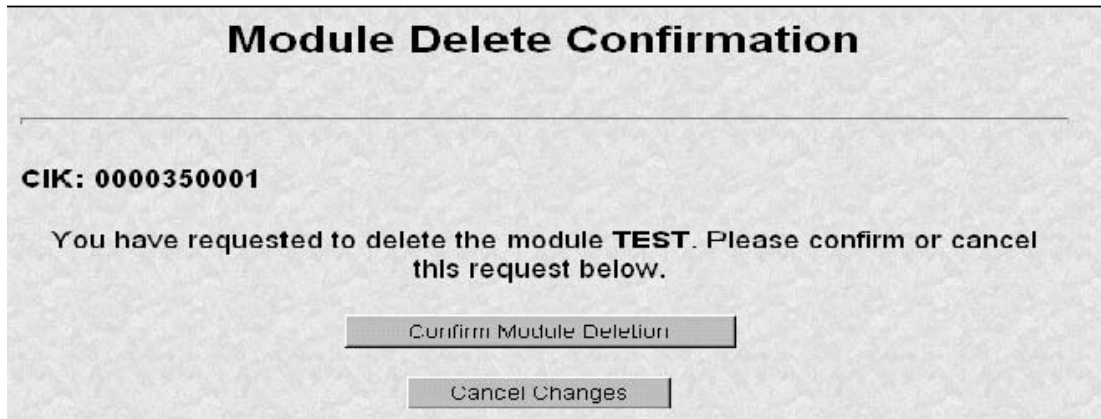 Module Delete Confirmation
CIK: 0000350001
You have requested to delete the module TEST. Please confirm or cancel
this request below.
Confirm Module Deletion
Cancel Changes